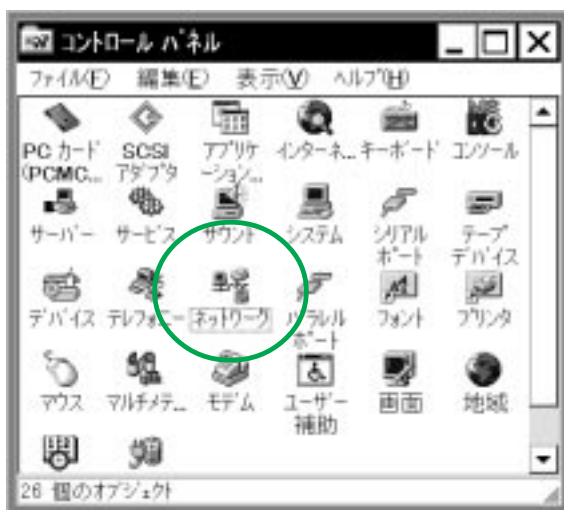 コントロール パネル
ファイル(F) 編集(E) 表示(V) ヘルプ(H)
PC カード (PCMC...
SCSI アダプタ
アプリケーション...
インターネ...
キーボード
コンソール
サーバー
サービス
サウンド
システム
シリアル ポート
テープ デバイス
デバイス
テレフォニー
ネットワーク
パラレル ポート
フォント
プリンタ
マウス
マルチメデ...
モデム
ユーザー補助
画面
地域
26 個のオブジェクト